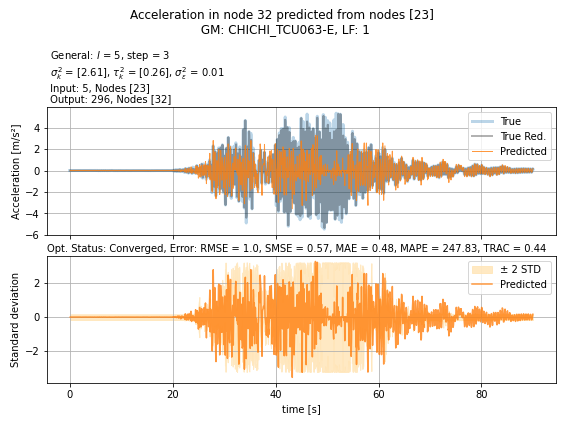 Acceleration in node 32 predicted from nodes [23]
GM: CHICHI_TCU063-E, LF: 1
General: l = 5, step = 3
σ²ₖ = [2.61], τ²ₖ = [0.26], σ²ε = 0.01
Input: 5, Nodes [23]
Output: 296, Nodes [32]
Acceleration [m/s²]
4
2
0
−2
−4
−6
True
True Red.
Predicted
Opt. Status: Converged, Error: RMSE = 1.0, SMSE = 0.57, MAE = 0.48, MAPE = 247.83, TRAC = 0.44
Standard deviation
2
0
−2
± 2 STD
Predicted
0 20 40 60 80
time [s]